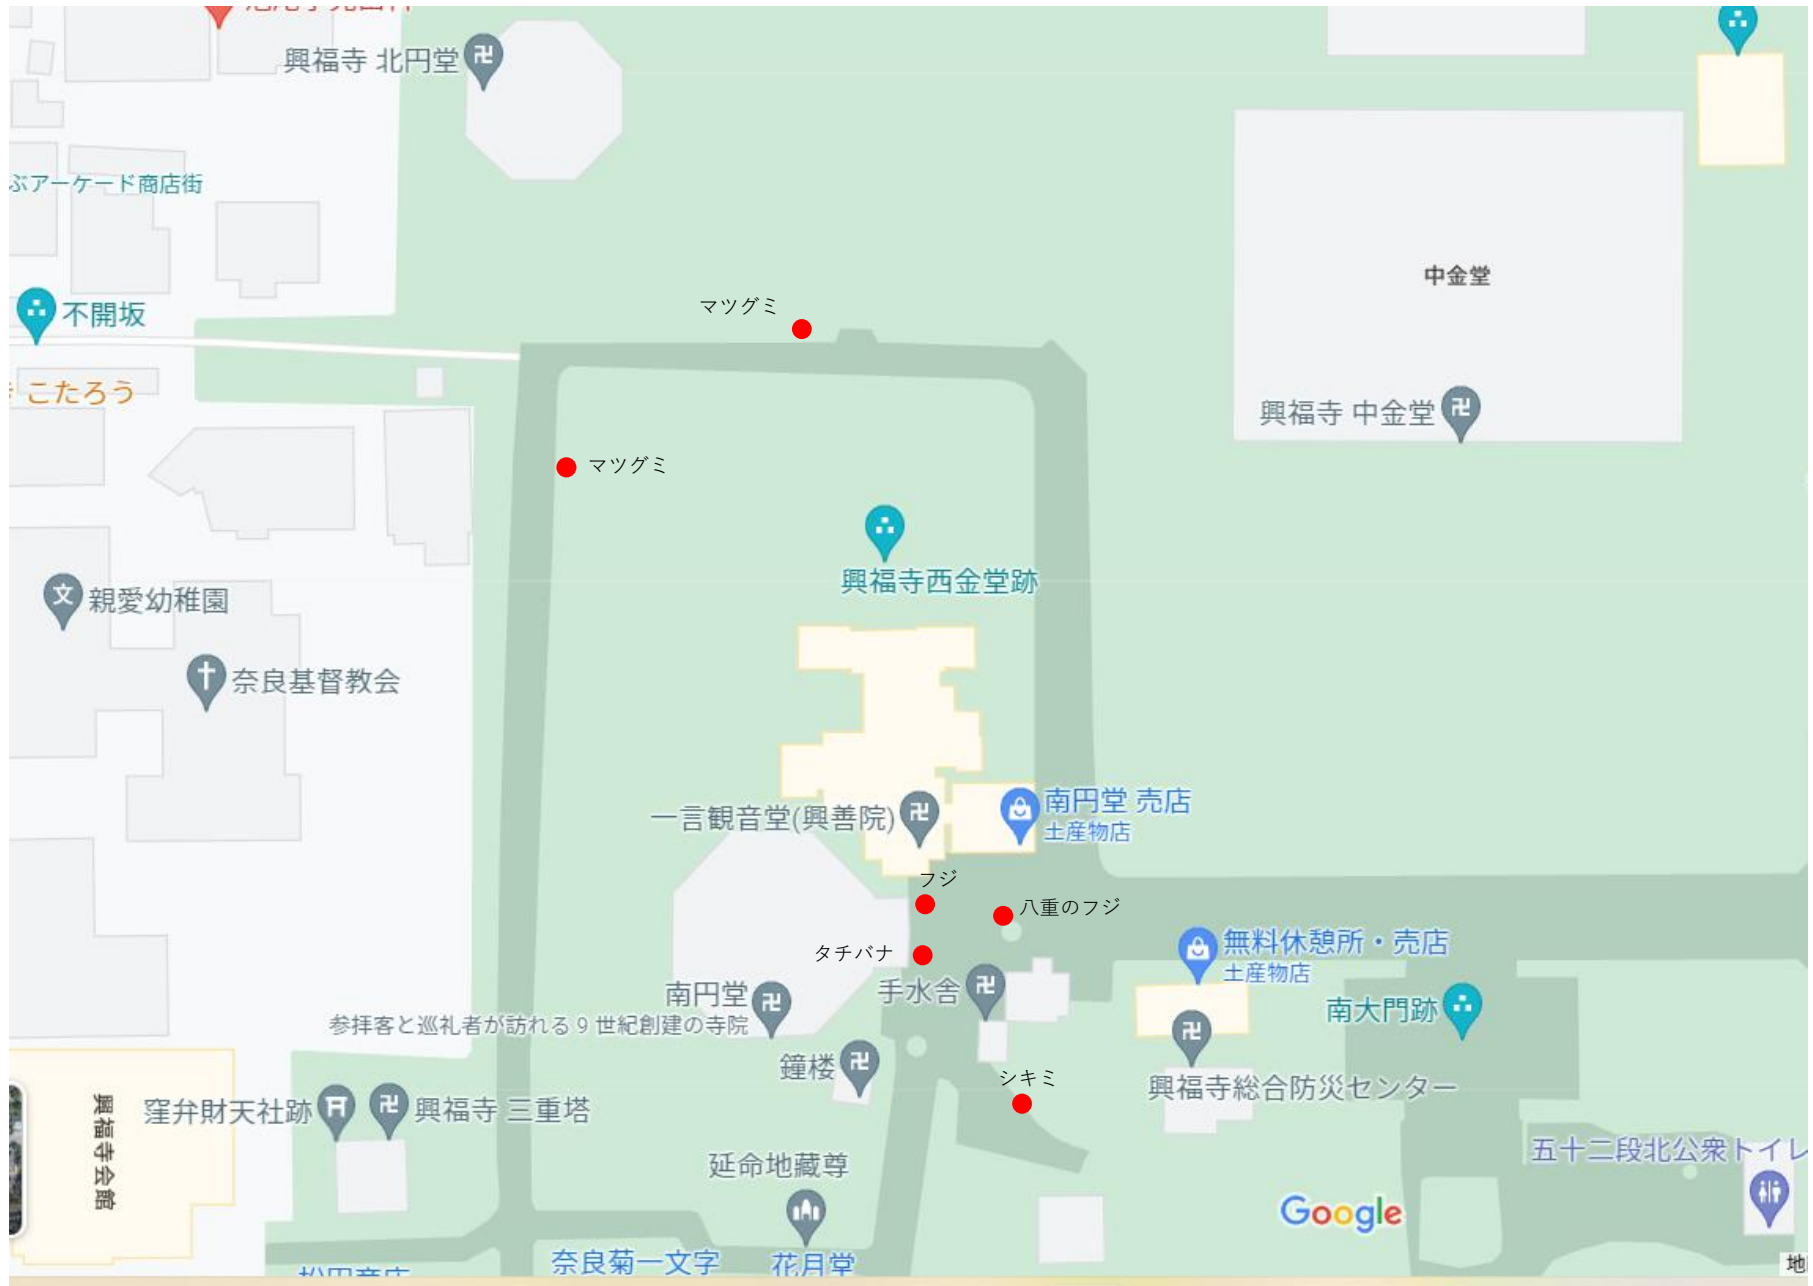 興福寺 北円堂
ぶアーケード商店街
中金堂
マツグミ
不開坂
こたろう
興福寺 中金堂
マツグミ
興福寺西金堂跡
文
親愛幼稚園
奈良基督教会
南円堂 売店
土産物店
一言観音堂(興善院)
フジ
八重のフジ
タチバナ
無料休憩所・売店
土産物店
南円堂
参拝客と巡礼者が訪れる9世紀創建の寺院
手水舎
南大門跡
鐘楼
シキミ
興福寺総合防災センター
窪弁財天社跡
興福寺 三重塔
興福寺会館
五十二段北公衆トイレ
延命地蔵尊
Google
奈良菊一文字
花月堂
地
松田商店